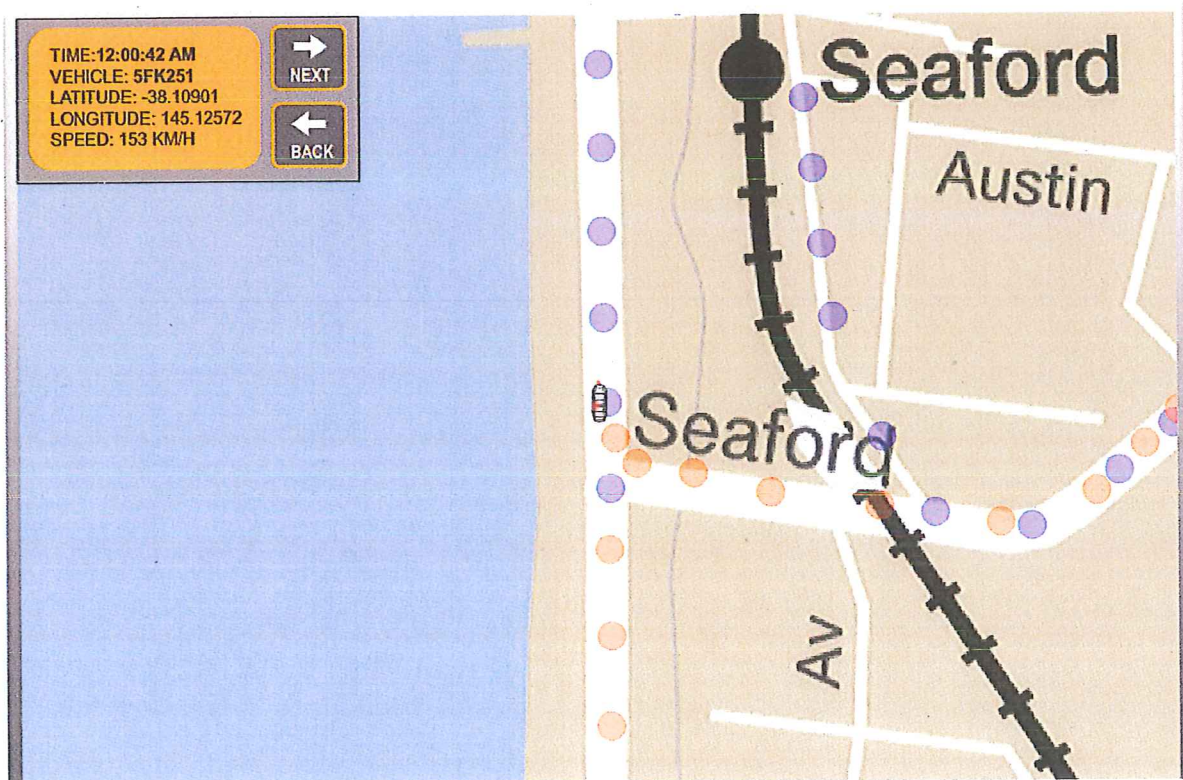 TIME:12:00:42 AM
VEHICLE: 5FK251
LATITUDE: -38.10901
LONGITUDE: 145.12572
SPEED: 153 KM/H
NEXT
BACK
Seaford
Austin
Seaford
Av